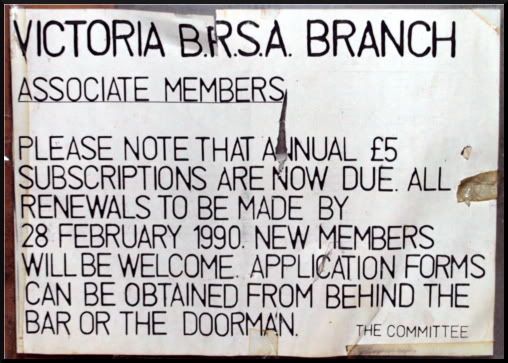 VICTORIA B.R.S.A. BRANCH
ASSOCIATE MEMBERS
PLEASE NOTE THAT ANNUAL £5
SUBSCRIPTIONS ARE NOW DUE. ALL
RENEWALS TO BE MADE BY
28 FEBRUARY 1990. NEW MEMBERS
WILL BE WELCOME. APPLICATION FORMS
CAN BE OBTAINED FROM BEHIND THE
BAR OR THE DOORMAN.
THE COMMITTEE